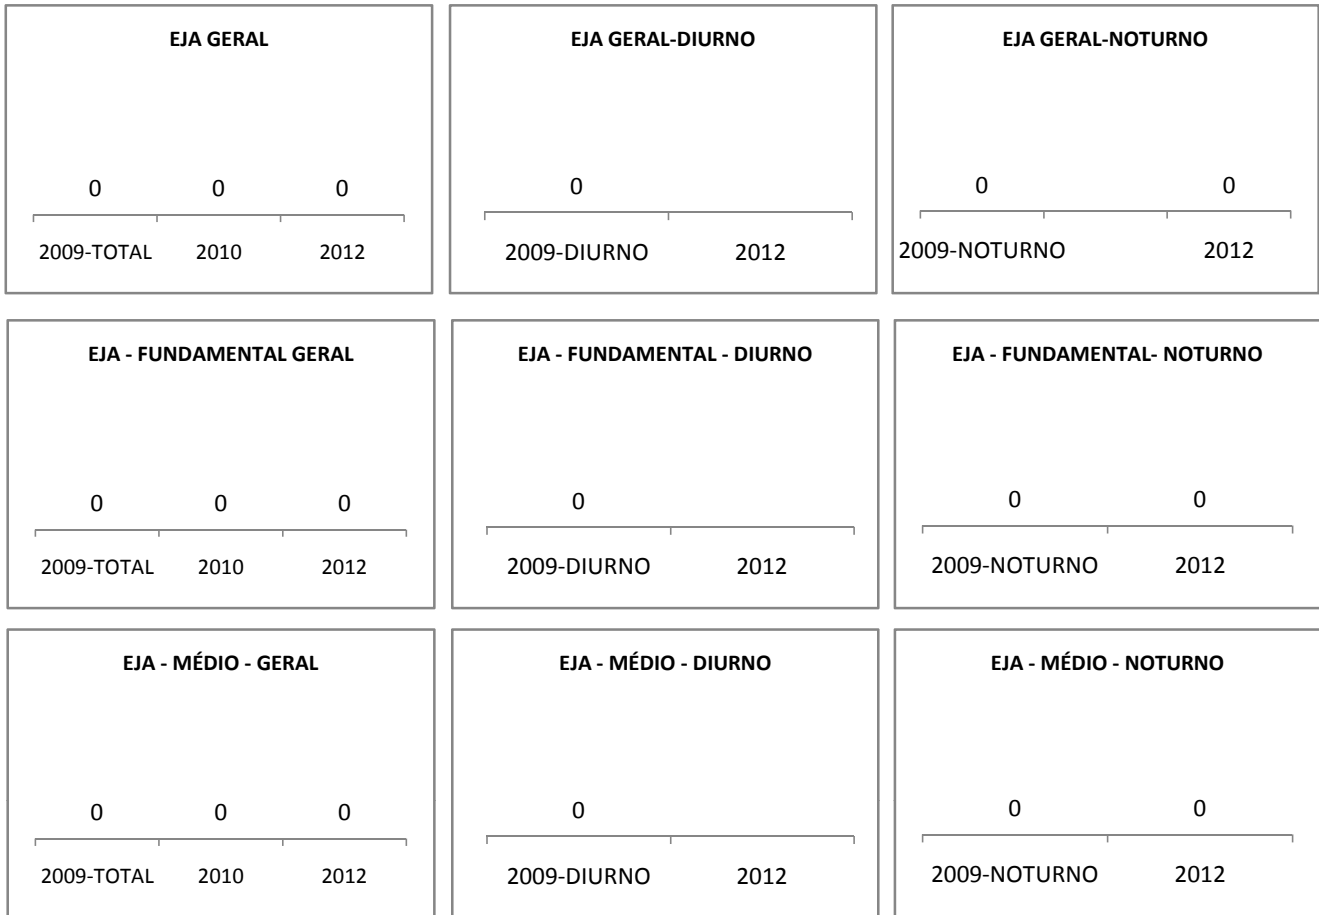 EJA GERAL
0 0 0
2009-TOTAL 2010 2012
EJA GERAL-DIURNO
0
2009-DIURNO 2012
EJA GERAL-NOTURNO
0 0
2009-NOTURNO 2012
EJA - FUNDAMENTAL GERAL
0 0 0
2009-TOTAL 2010 2012
EJA - FUNDAMENTAL - DIURNO
0
2009-DIURNO 2012
EJA - FUNDAMENTAL- NOTURNO
0 0
2009-NOTURNO 2012
EJA - MÉDIO - GERAL
0 0 0
2009-TOTAL 2010 2012
EJA - MÉDIO - DIURNO
0
2009-DIURNO 2012
EJA - MÉDIO - NOTURNO
0 0
2009-NOTURNO 2012